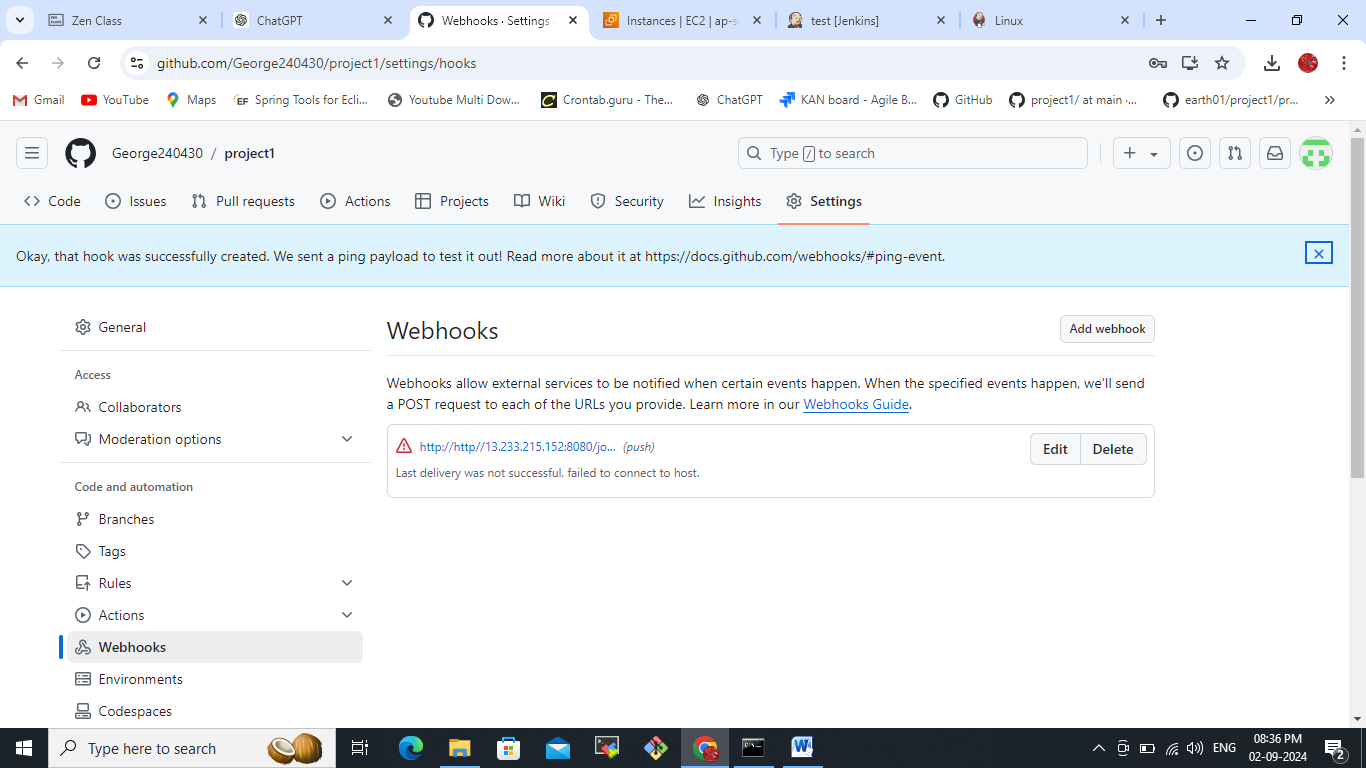 Zen Class
ChatGPT
Webhooks · Settings
Instances | EC2 | ap-s
test [Jenkins]
Linux
github.com/George240430/project1/settings/hooks
Gmail
YouTube
Maps
Spring Tools for Ecli...
Youtube Multi Dow...
Crontab.guru - The...
ChatGPT
KAN board - Agile B...
GitHub
project1/ at main ·...
earth01/project1/pr...
George240430 / project1
Type / to search
Code
Issues
Pull requests
Actions
Projects
Wiki
Security
Insights
Settings
Okay, that hook was successfully created. We sent a ping payload to test it out! Read more about it at https://docs.github.com/webhooks/#ping-event.
General
Access
Collaborators
Moderation options
Code and automation
Branches
Tags
Rules
Actions
Webhooks
Environments
Codespaces
Webhooks
Add webhook
Webhooks allow external services to be notified when certain events happen. When the specified events happen, we'll send
a POST request to each of the URLs you provide. Learn more in our Webhooks Guide.
http://http//13.233.215.152:8080/jo... (push)
Edit
Delete
Last delivery was not successful. failed to connect to host.
Type here to search
ENG
08:36 PM
02-09-2024
2